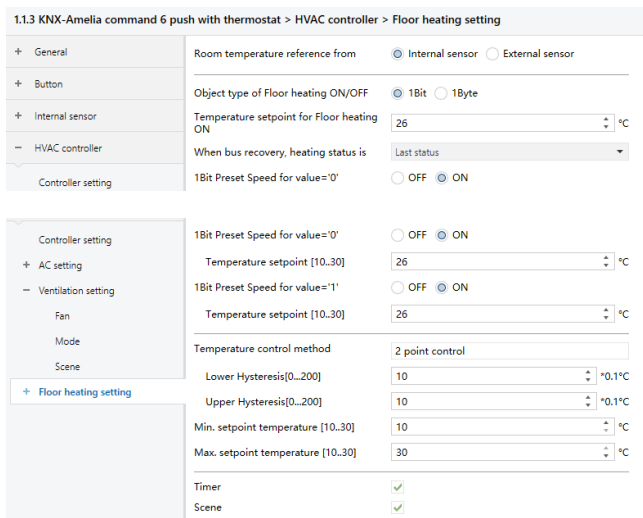 1.1.3 KNX-Amelia command 6 push with thermostat > HVAC controller > Floor heating setting
+ General
Room temperature reference from Internal sensor External sensor
+ Button
Object type of Floor heating ON/OFF 1Bit 1Byte
+ Internal sensor
Temperature setpoint for Floor heating
ON 26 °C
− HVAC controller
When bus recovery, heating status is Last status
Controller setting
1Bit Preset Speed for value='0' OFF ON
1Bit Preset Speed for value='0' OFF ON
Controller setting
+ AC setting
Temperature setpoint [10..30] 26 °C
− Ventilation setting
1Bit Preset Speed for value='1' OFF ON
Fan
Temperature setpoint [10..30] 26 °C
Mode
Temperature control method 2 point control
Scene
Lower Hysteresis[0...200] 10 *0.1°C
+ Floor heating setting
Upper Hysteresis[0...200] 10 *0.1°C
Min. setpoint temperature [10..30] 10 °C
Max. setpoint temperature [10..30] 30 °C
Timer
Scene